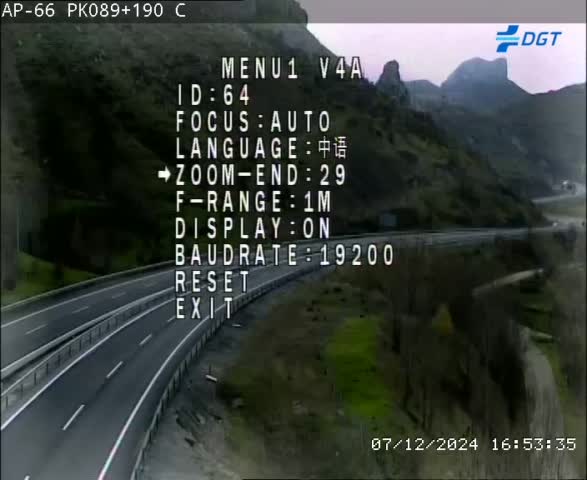 AP-66 PK089+190 C
DGT
MENU1 V4A
ID:64
FOCUS:AUTO
LANGUAGE:中语
ZOOM-END:29
F-RANGE:1M
DISPLAY:ON
BAUDRATE:19200
RESET
EXIT
07/12/2024 16:53:35